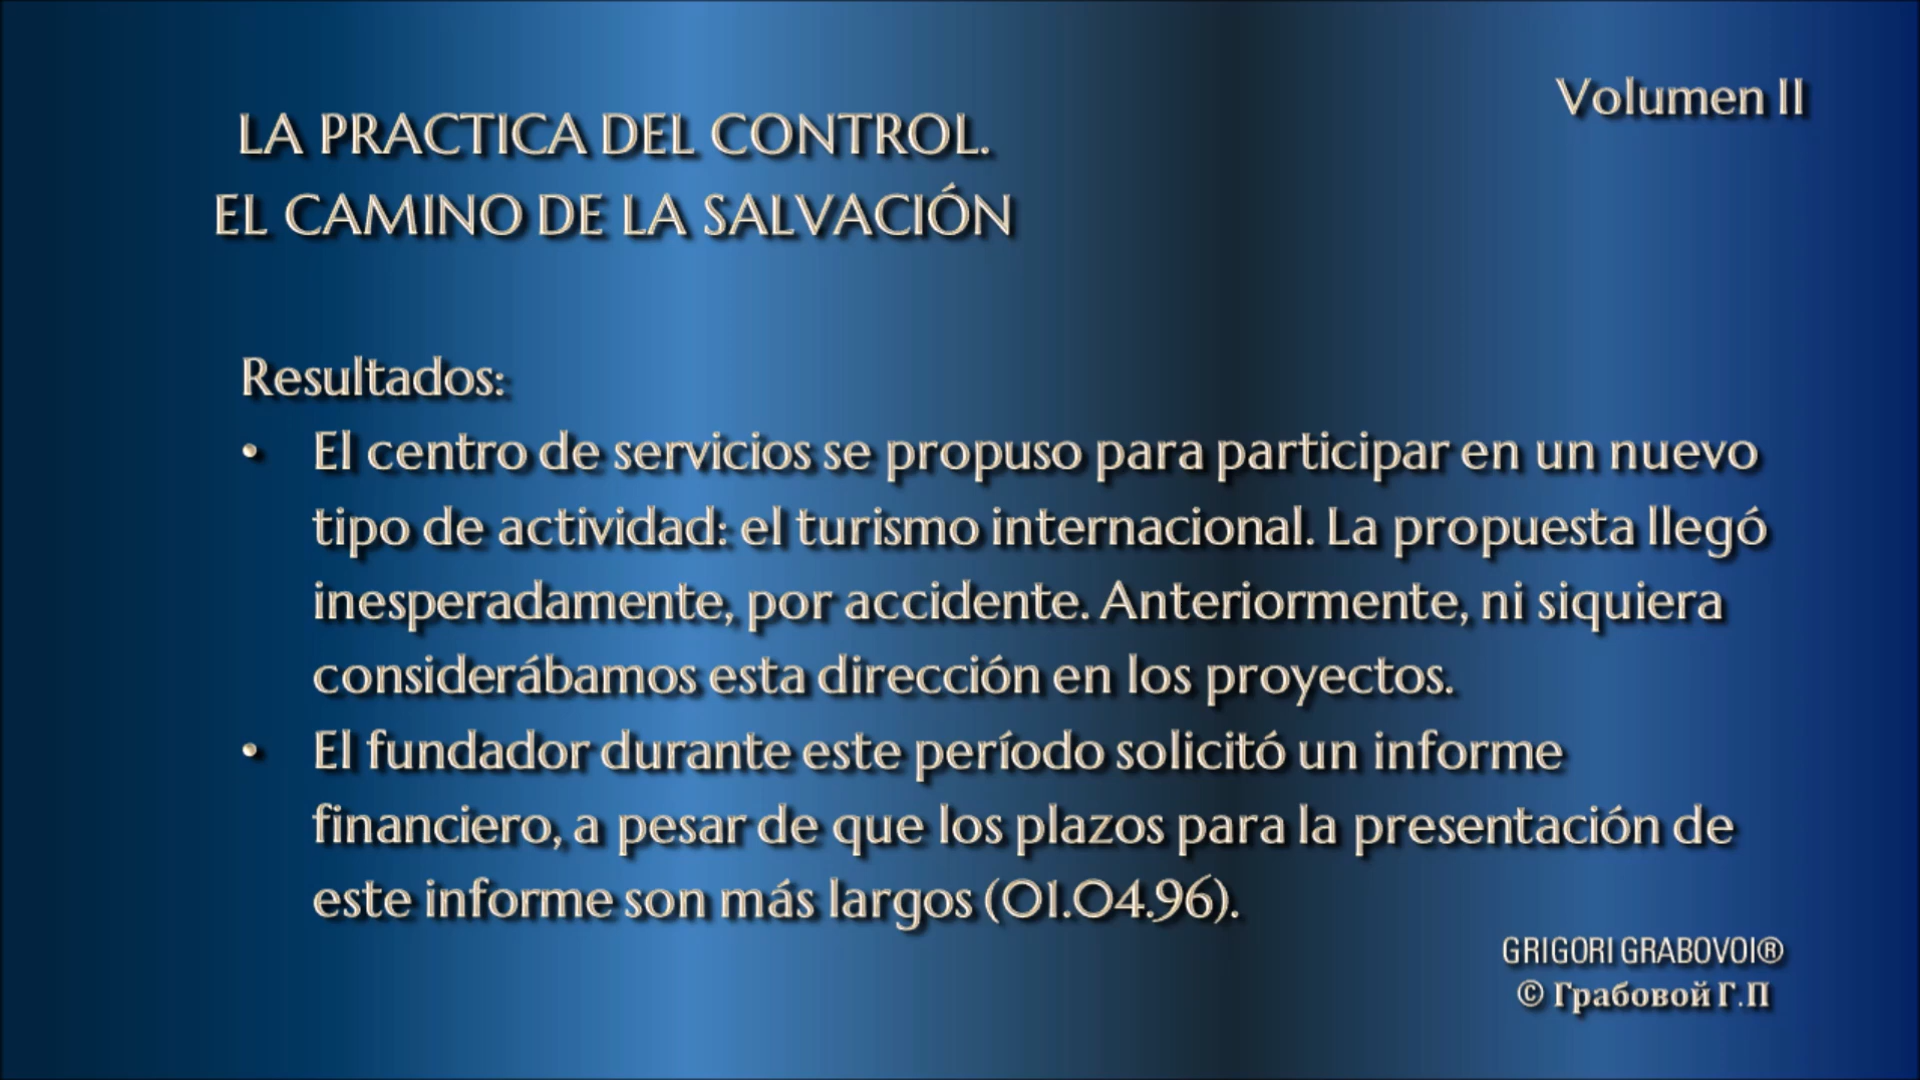 Volumen II
LA PRACTICA DEL CONTROL.
EL CAMINO DE LA SALVACIÓN
Resultados:
• El centro de servicios se propuso para participar en un nuevo
tipo de actividad: el turismo internacional. La propuesta llegó
inesperadamente, por accidente. Anteriormente, ni siquiera
considerábamos esta dirección en los proyectos.
• El fundador durante este período solicitó un informe
financiero, a pesar de que los plazos para la presentación de
este informe son más largos (01.04.96).
GRIGORI GRABOVOI®
© Грабовой Г.П